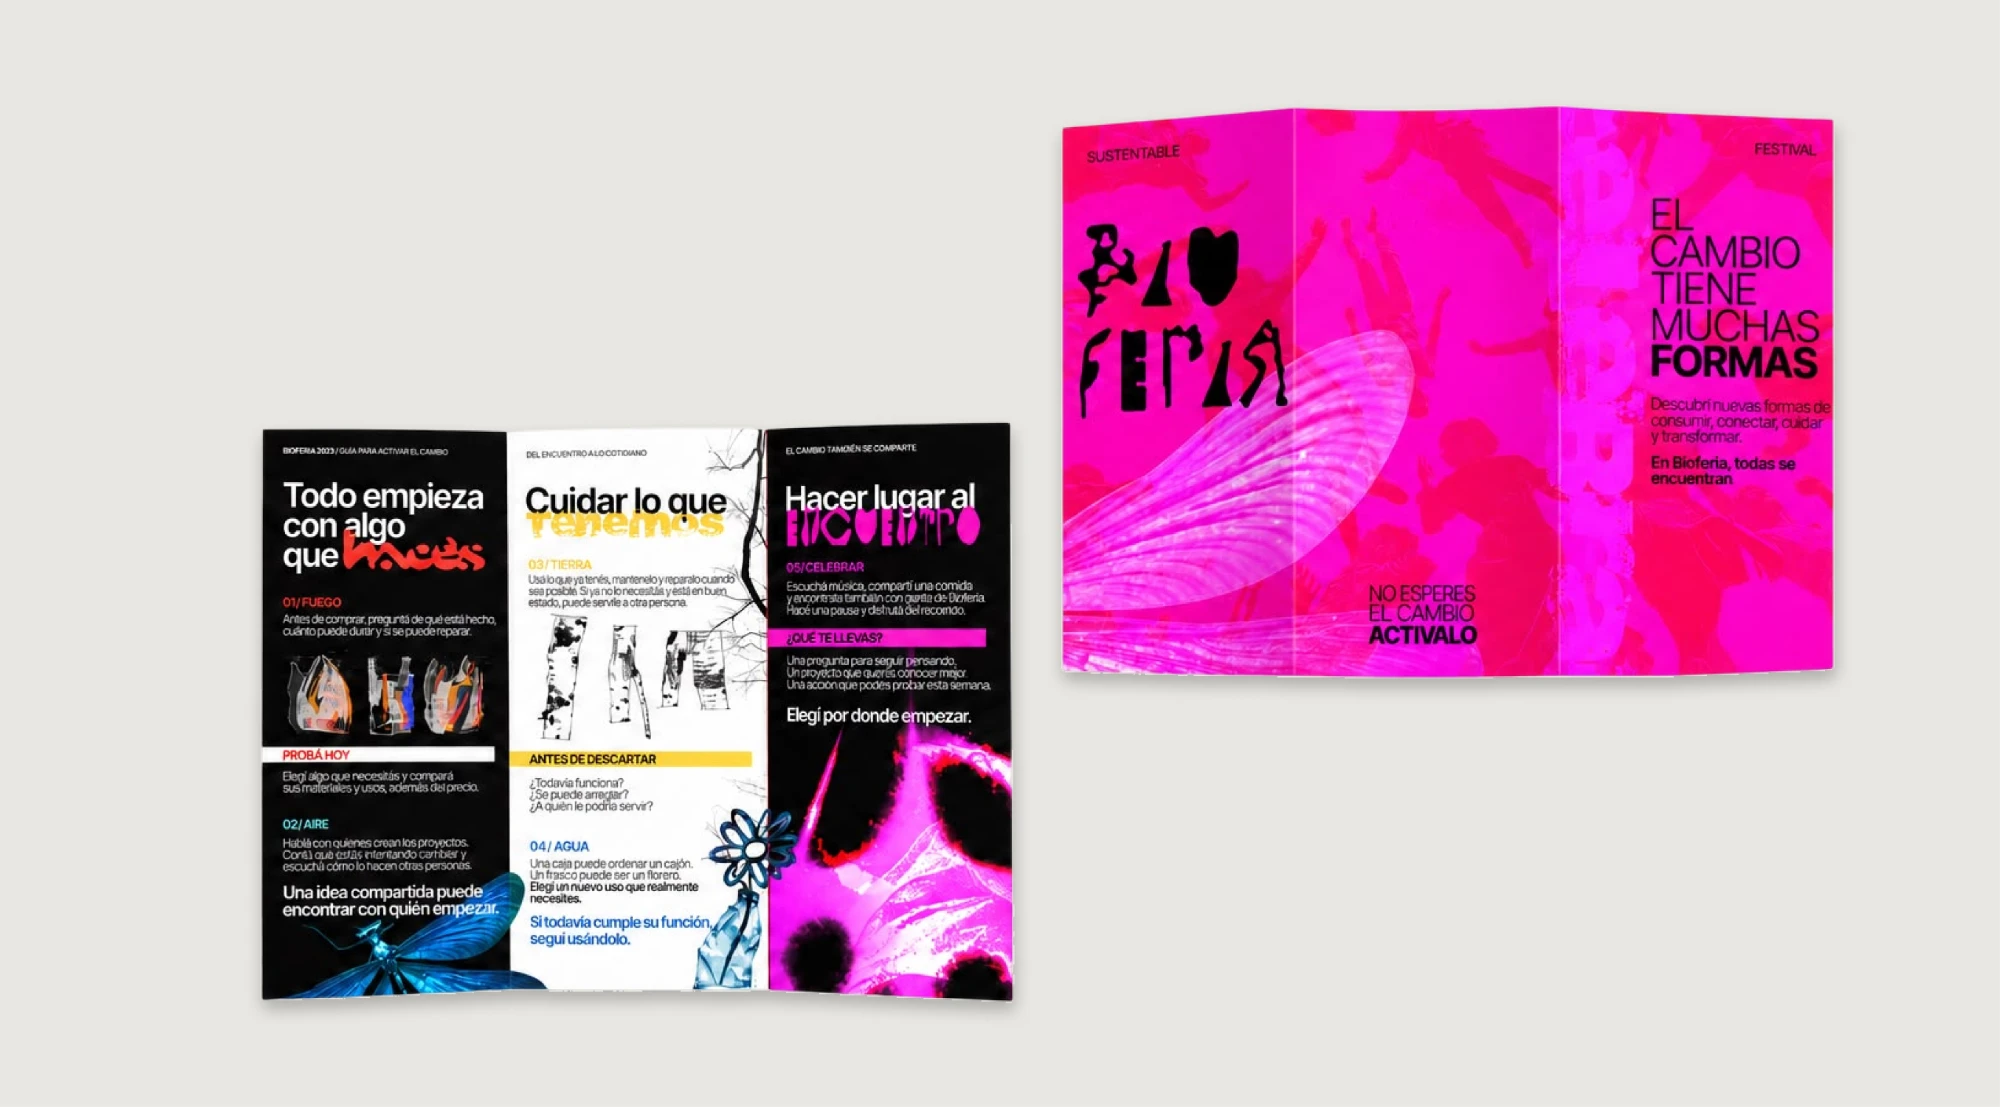 SUSTENTABLE
BIO
FERIA
NO ESPERES
EL CAMBIO
ACTIVALO
FESTIVAL
EL
CAMBIO
TIENE
MUCHAS
FORMAS
Descubrí nuevas formas de
consumir, conectar, cuidar
y transformar.
En Bioferia, todas se
encuentran
BIOFERIA 2023 / GUÍA PARA ACTIVAR EL CAMBIO
Todo empieza
con algo
que hacés
01/ FUEGO
Antes de comprar, preguntá de qué está hecho,
cuánto puede durar y si se puede reparar.
PROBÁ HOY
Elegí algo que necesitás y compará
sus materiales y usos, además del precio.
02/ AIRE
Hablá con quienes crean los proyectos.
Contá qué estás intentando cambiar y
escuchá cómo lo hacen otras personas.
Una idea compartida puede
encontrar con quién empezar.
DEL ENCUENTRO A LO COTIDIANO
Cuidar lo que
Tenemos
03/ TIERRA
Usá lo que ya tenés, mantenelo y reparalo cuando
sea posible. Si ya no lo necesitás y está en buen
estado, puede servirle a otra persona.
ANTES DE DESCARTAR
¿Todavía funciona?
¿Se puede arreglar?
¿A quién le podría servir?
04/ AGUA
Una caja puede ordenar un cajón.
Un frasco puede ser un florero.
Elegí un nuevo uso que realmente
necesites.
Si todavía cumple su función,
segui usándolo.
EL CAMBIO TAMBIÉN SE COMPARTE
Hacer lugar al
ENCUENTRO
05/ CELEBRAR
Escuchá música, compartí una comida
y encontrate también con gente de Bioferia.
Hacé una pausa y disfrutá del recorrido.
¿QUÉ TE LLEVAS?
Una pregunta para seguir pensando.
Un proyecto que querés conocer mejor.
Una acción que podés probar esta semana.
Elegí por donde empezar.